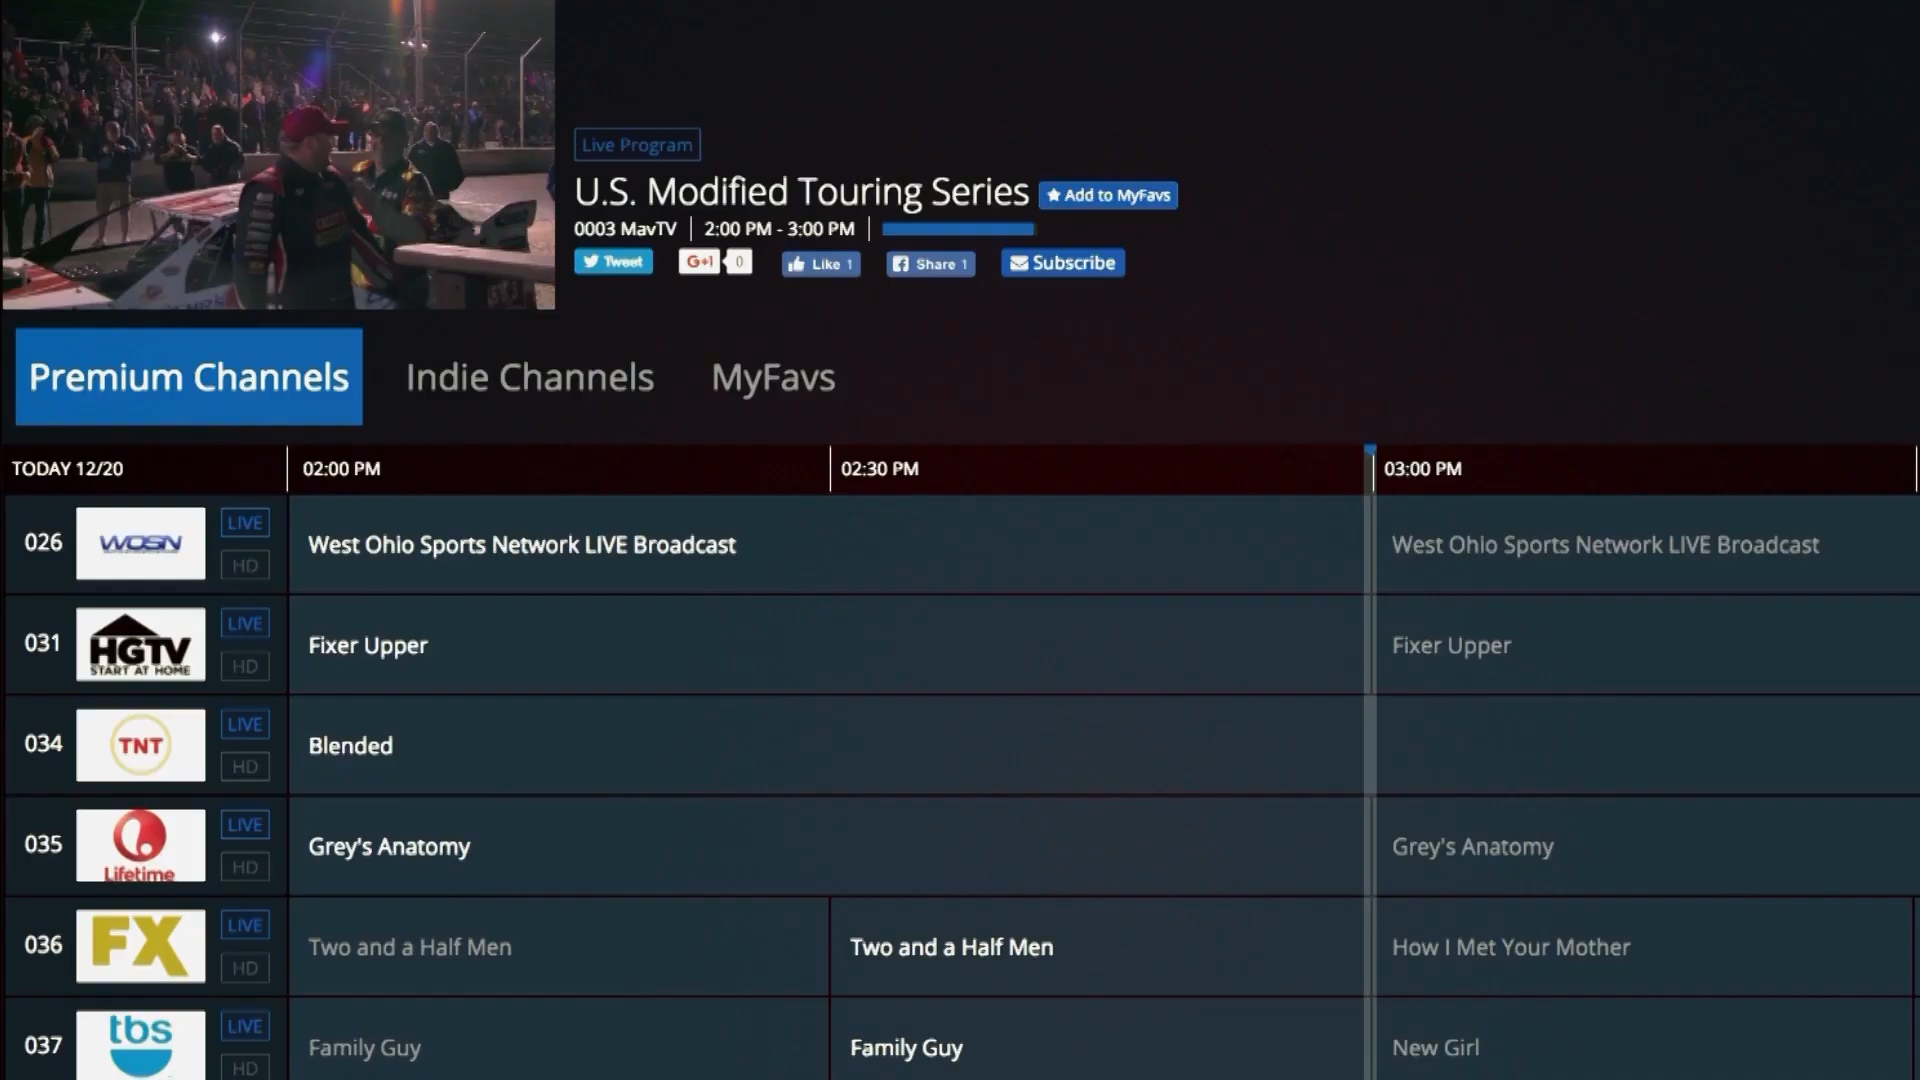 Live Program
U.S. Modified Touring Series
Add to MyFavs
0003 MavTV
2:00 PM - 3:00 PM
Tweet
G+1
0
Like 1
Share 1
Subscribe
Premium Channels
Indie Channels
MyFavs
TODAY 12/20
02:00 PM
02:30 PM
03:00 PM
026
WOSN
LIVE
HD
West Ohio Sports Network LIVE Broadcast
West Ohio Sports Network LIVE Broadcast
031
HGTV
START AT HOME
LIVE
HD
Fixer Upper
Fixer Upper
034
TNT
LIVE
HD
Blended
035
Lifetime
LIVE
HD
Grey's Anatomy
Grey's Anatomy
036
FX
LIVE
HD
Two and a Half Men
Two and a Half Men
How I Met Your Mother
037
tbs
LIVE
HD
Family Guy
Family Guy
New Girl